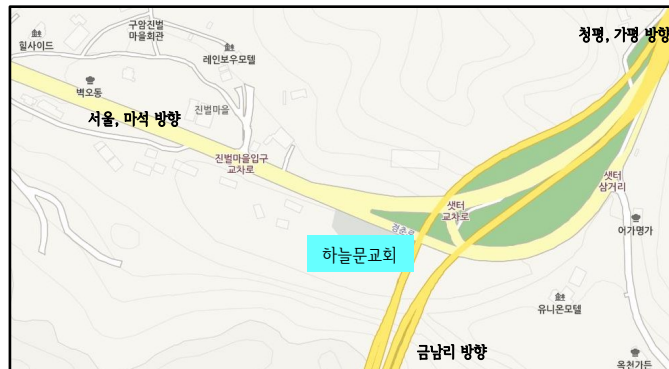 구암진벌
마을회관
힐사이드
레인보우모텔
청평, 가평 방향
벽오동
진벌마을
서울, 마석 방향
진벌마을입구
교차로
샛터
삼거리
샛터
교차로
경춘로
어가명가
하늘문교회
유니온모텔
금남리 방향
옥천가든